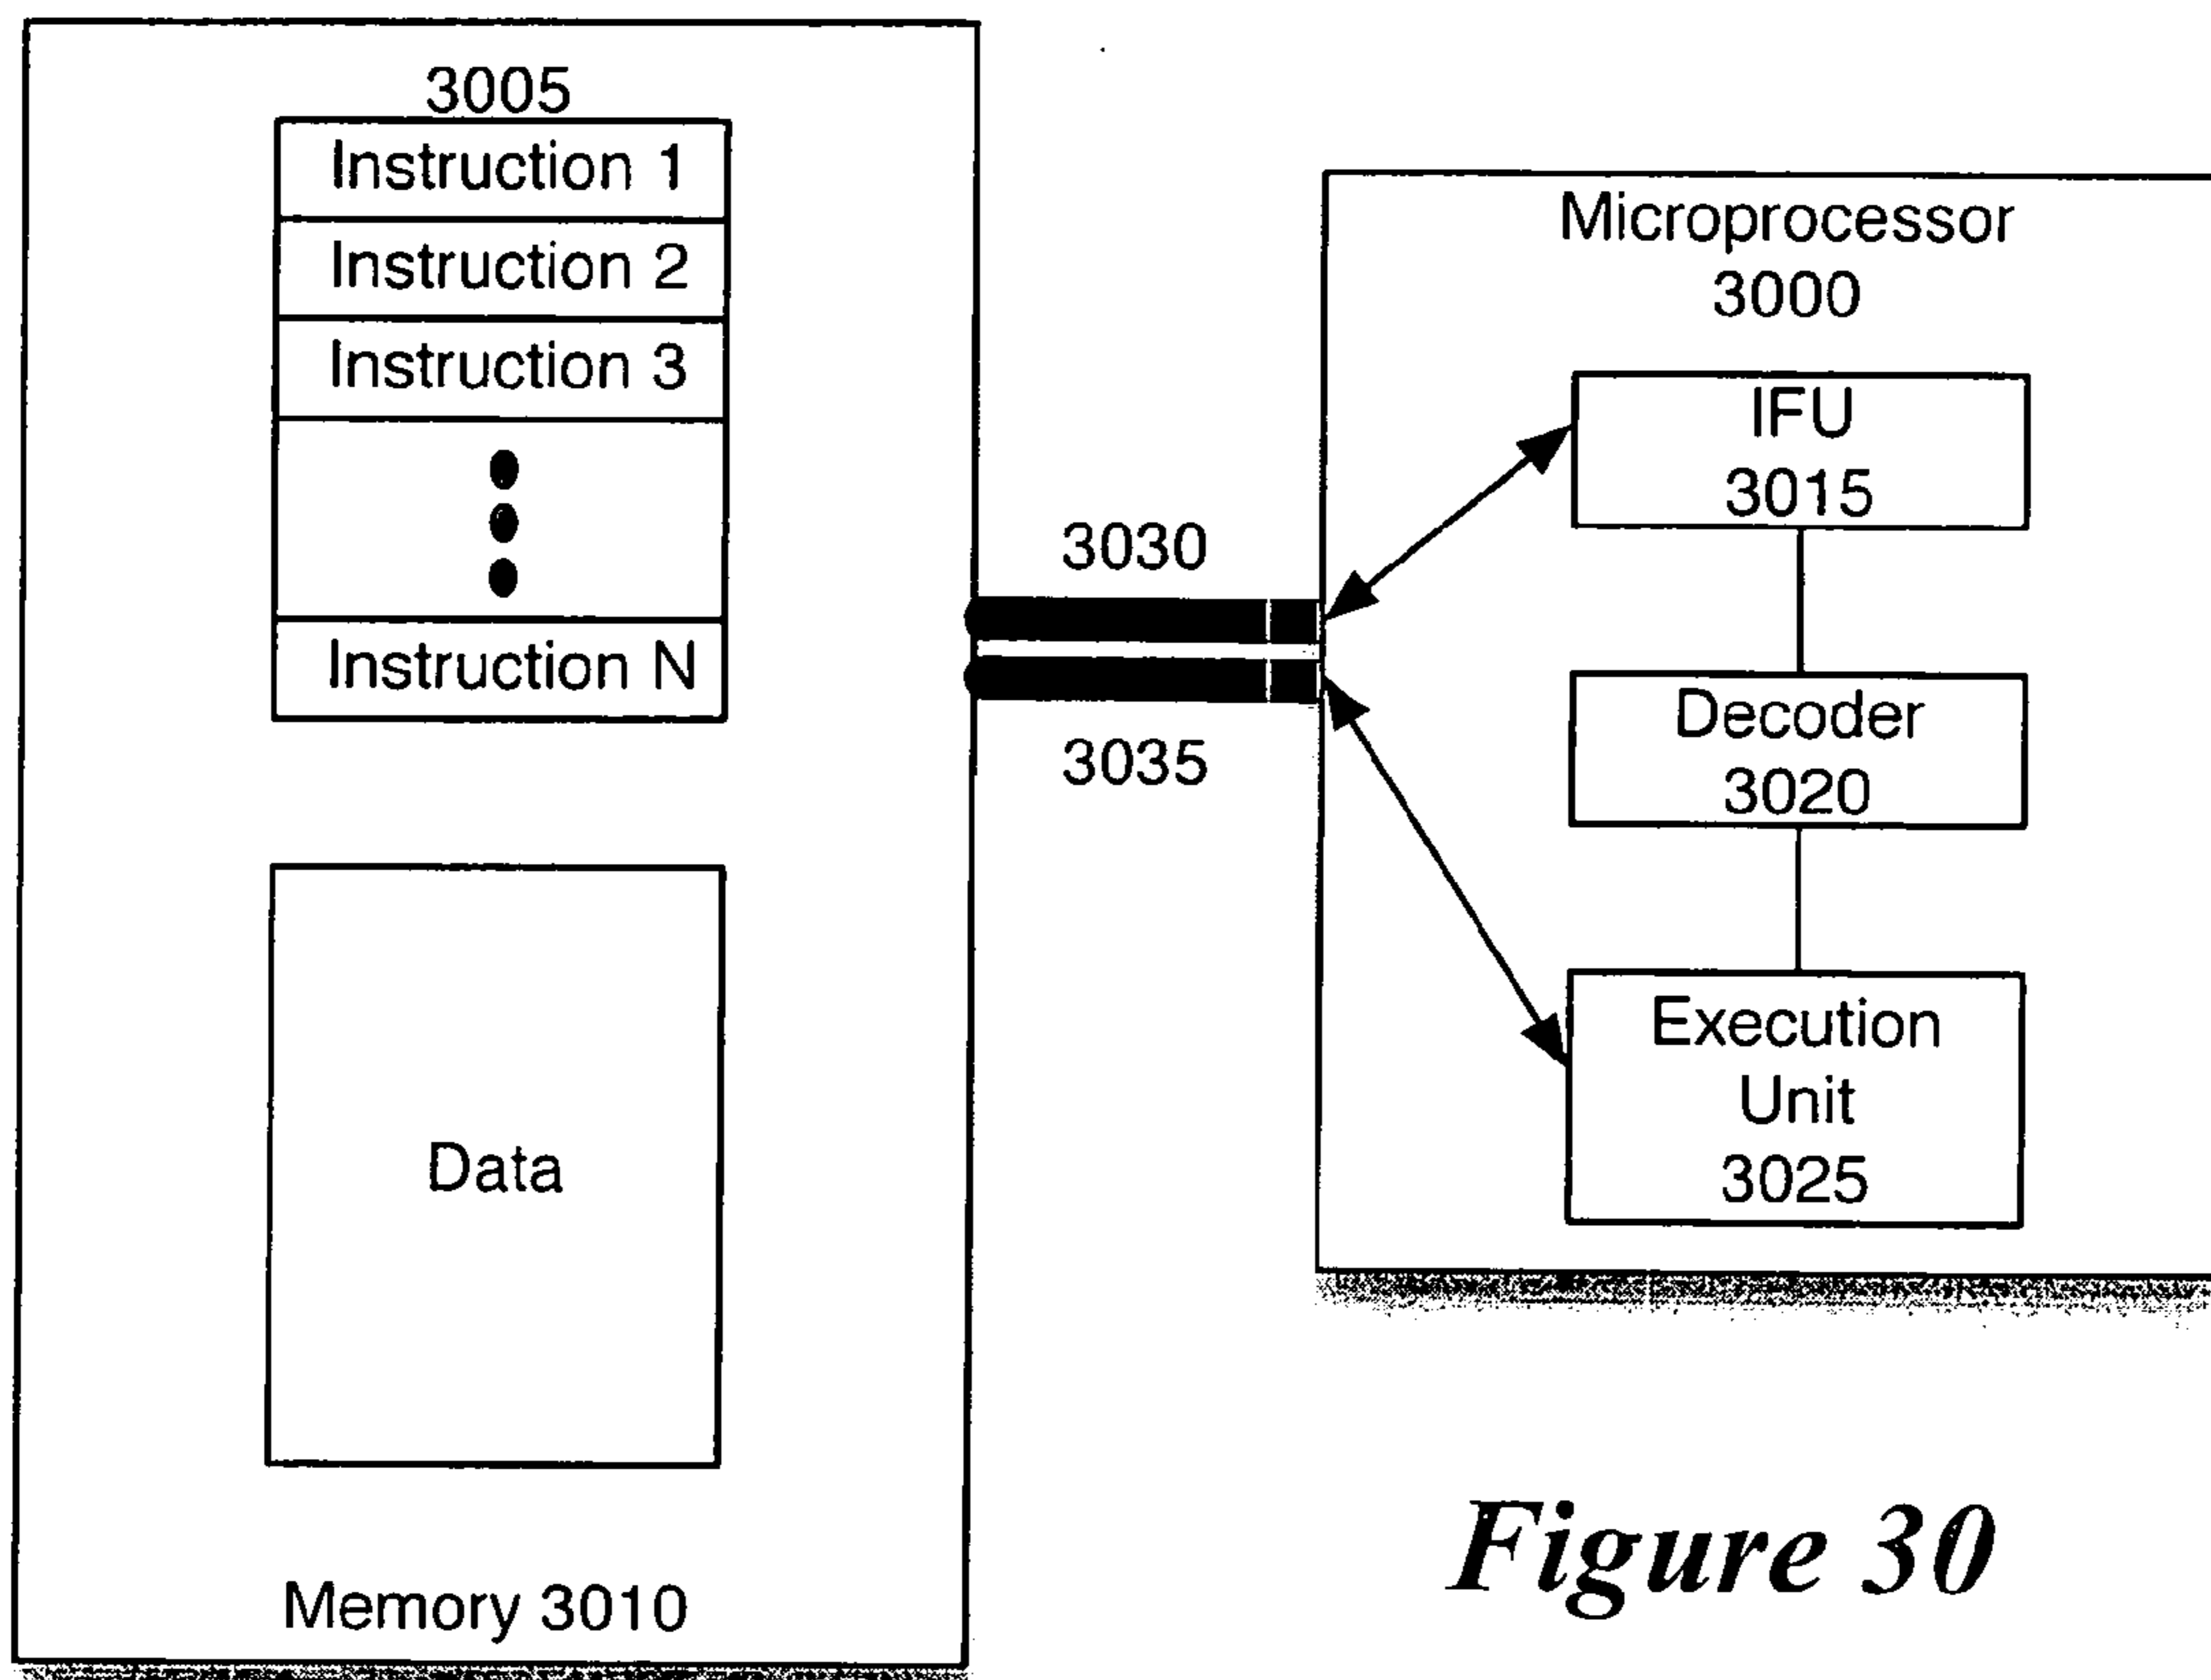 3005
Instruction 1
Instruction 2
Instruction 3
Instruction N
Data
Memory 3010
3030
3035
Microprocessor
3000
IFU
3015
Decoder
3020
Execution
Unit
3025
Figure 30